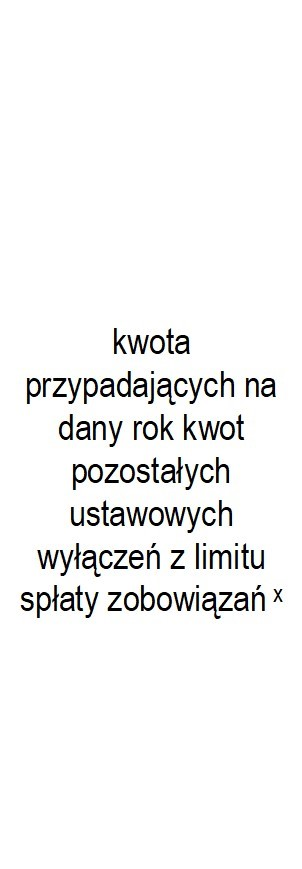 kwota
przypadających na
dany rok kwot
pozostałych
ustawowych
wyłączeń z limitu
spłaty zobowiązań ˣ